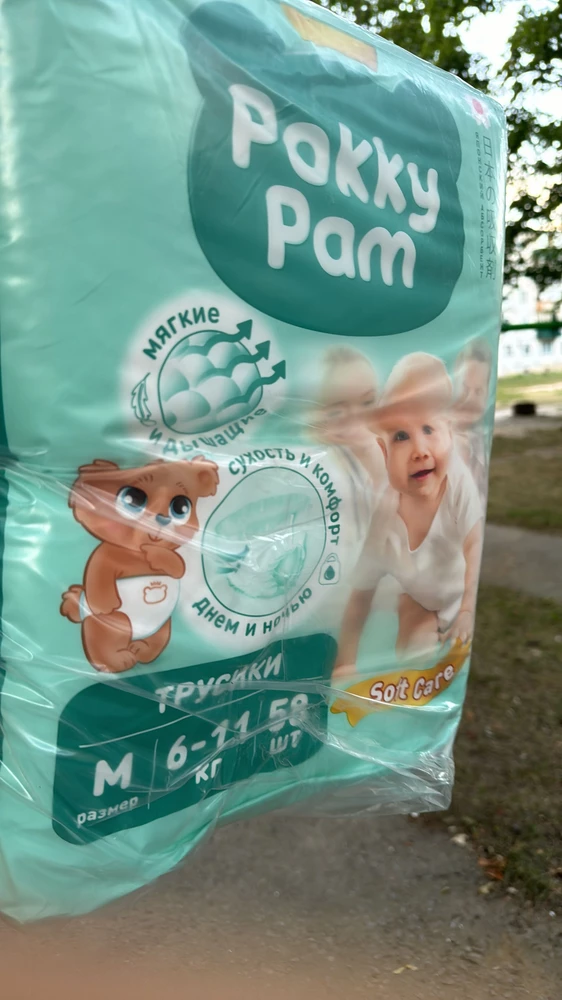 Pokky
Pam
мягкие
и дышащие
сухость и комфорт
днем и ночью
ТРУСИКИ
M
размер
6-11
кг
58
шт
Soft Care